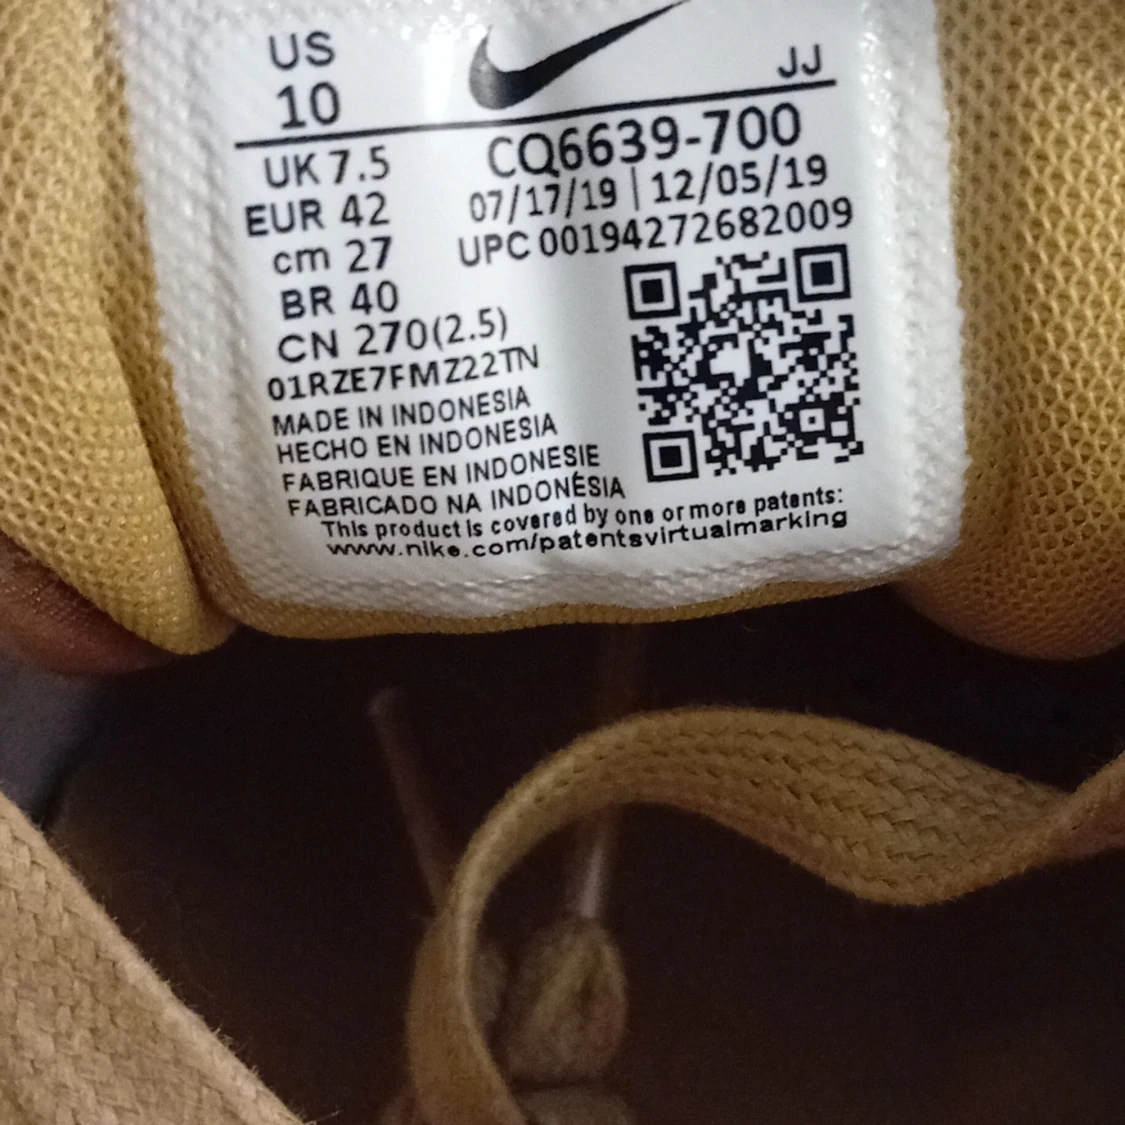 US
10
JJ
UK 7.5
EUR 42
cm 27
BR 40
CN 270(2.5)
01RZE7FMZ22TN
CQ6639-700
07/17/19 | 12/05/19
UPC 00194272682009
MADE IN INDONESIA
HECHO EN INDONESIA
FABRIQUE EN INDONESIE
FABRICADO NA INDONÉSIA
This product is covered by one or more patents:
www.nike.com/patentsvirtualmarking